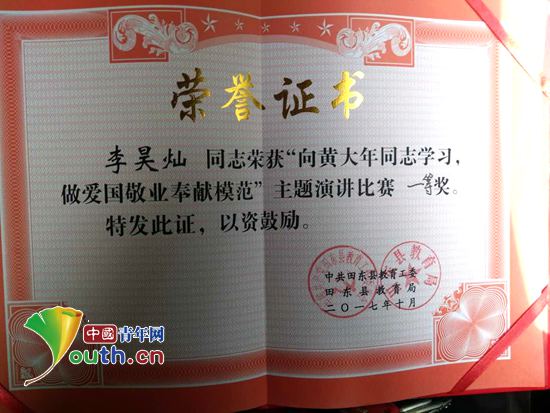 荣誉证书
李昊灿 同志荣获“向黄大年同志学习，
做爱国敬业奉献模范”主题演讲比赛 一等奖。
特发此证，以资鼓励。
中共田东县教育工委
田东县教育局
二〇一七年十月
中國青年网
Youth.cn